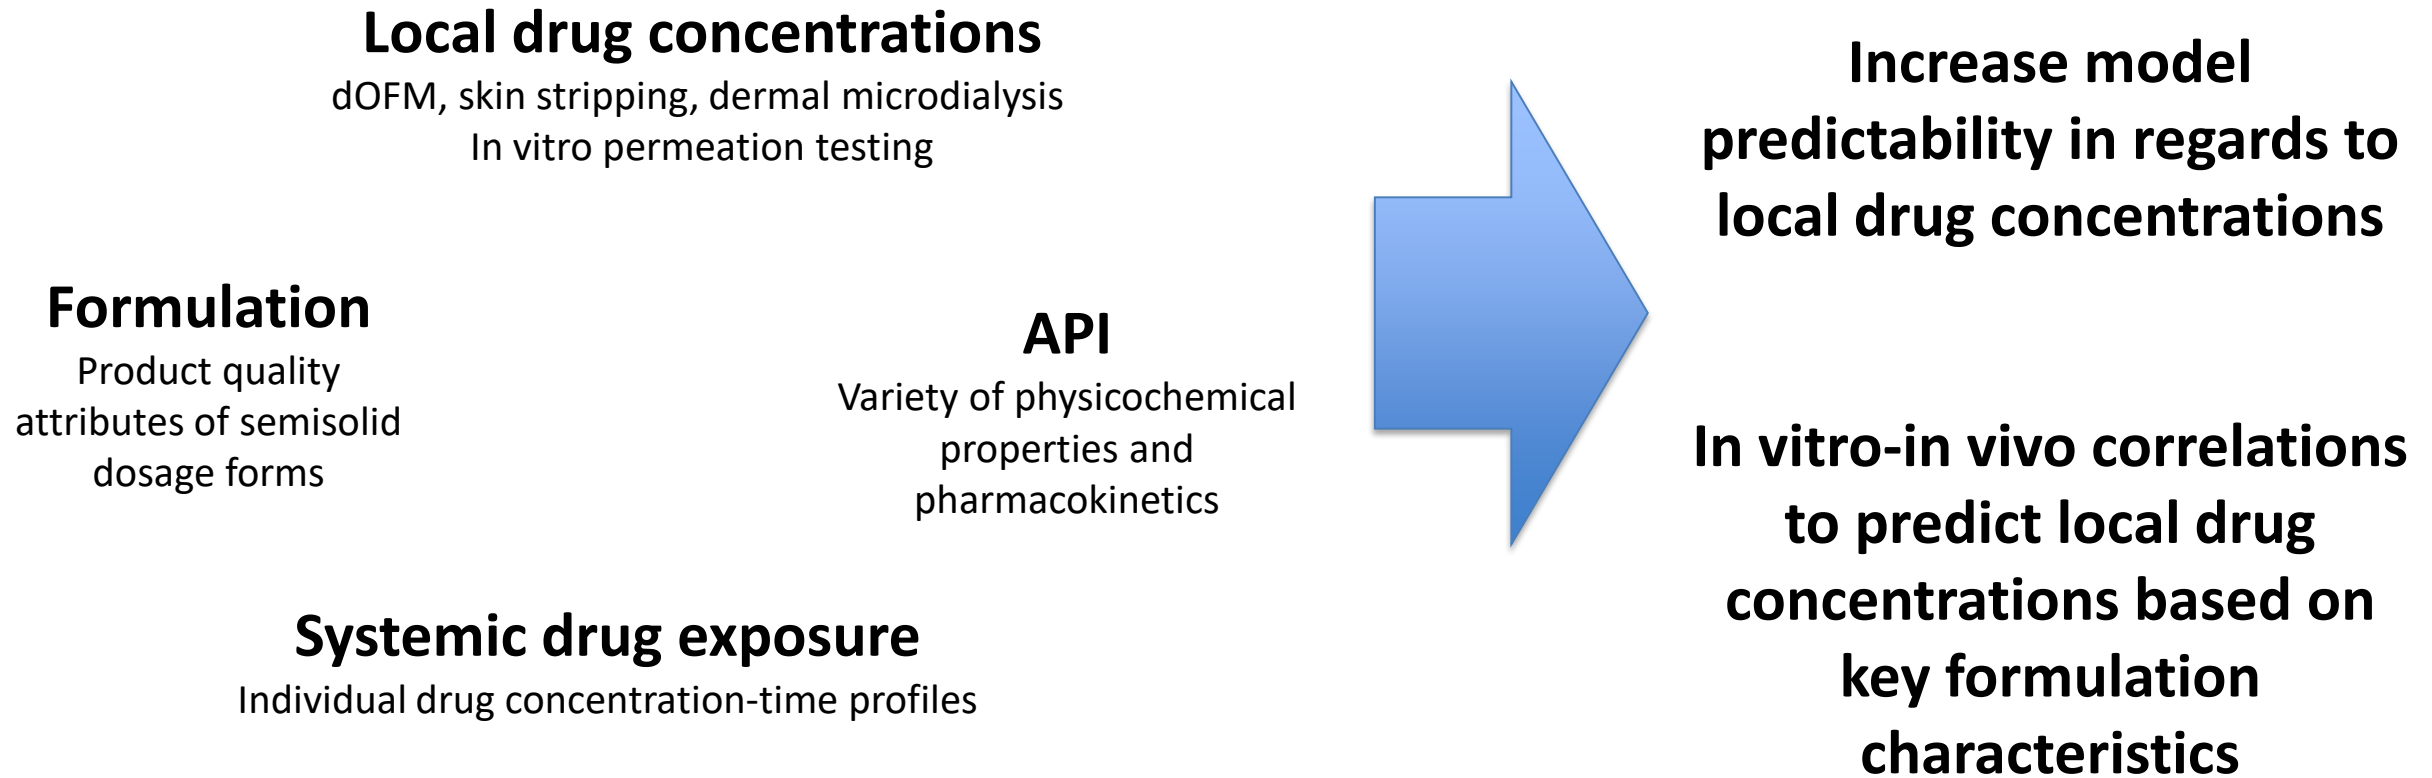 Local drug concentrations
dOFM, skin stripping, dermal microdialysis
In vitro permeation testing
Formulation
Product quality
attributes of semisolid
dosage forms
API
Variety of physicochemical
properties and
pharmacokinetics
Systemic drug exposure
Individual drug concentration-time profiles
Increase model
predictability in regards to
local drug concentrations
In vitro-in vivo correlations
to predict local drug
concentrations based on
key formulation
characteristics